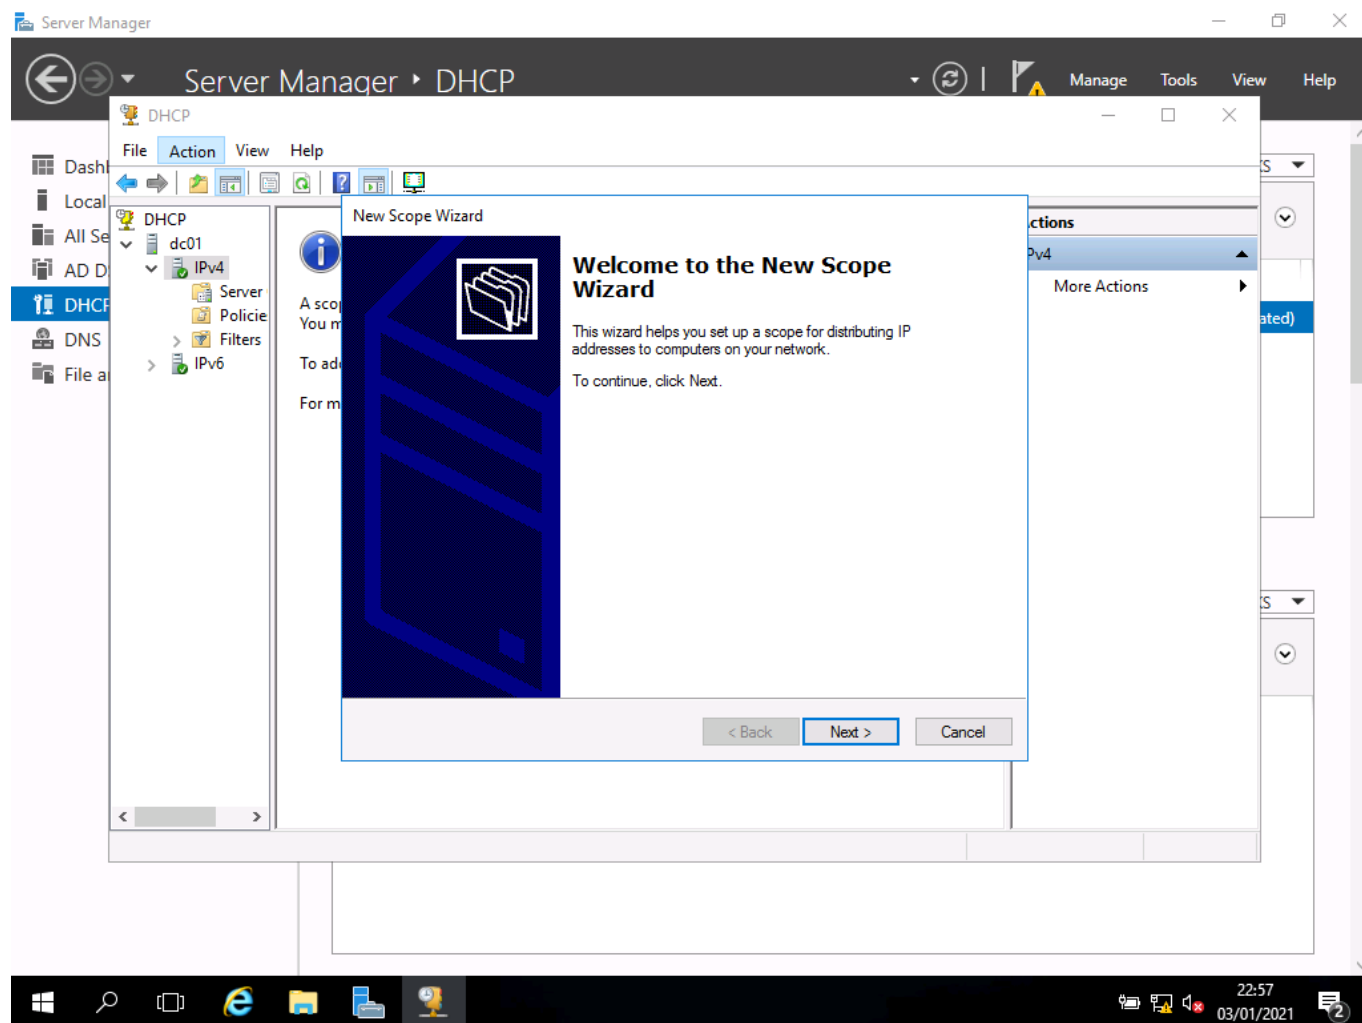 Server Manager
Server Manager ‣ DHCP
Manage Tools View Help
DHCP
File Action View Help
Dash
Local
All Se
AD D
DHCP
DNS
File a
DHCP
dc01
IPv4
Server
Policie
Filters
IPv6
A scop
You m
To ad
For m
New Scope Wizard
Welcome to the New Scope
Wizard
This wizard helps you set up a scope for distributing IP
addresses to computers on your network.
To continue, click Next.
< Back Next > Cancel
ctions
Pv4
More Actions
KS
ated)
KS
22:57
03/01/2021
2